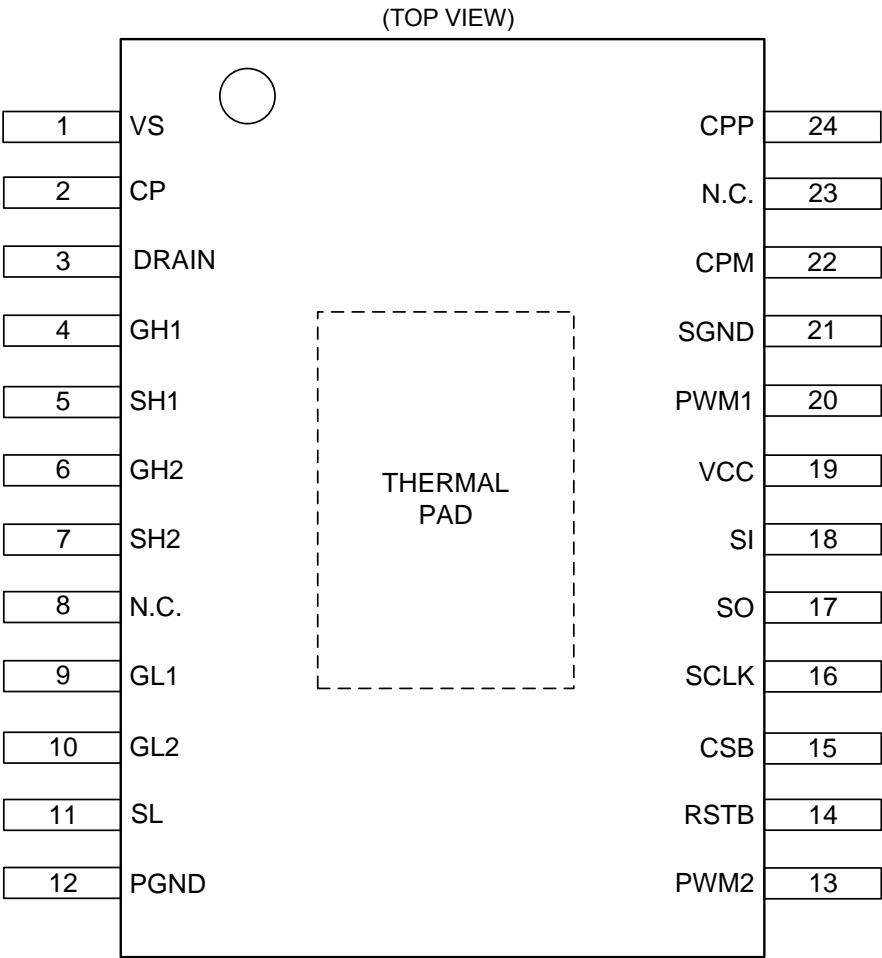 (TOP VIEW)
1 VS CPP 24
2 CP N.C. 23
3 DRAIN CPM 22
4 GH1 SGND 21
5 SH1 PWM1 20
6 GH2 VCC 19
THERMAL
PAD
7 SH2 SI 18
8 N.C. SO 17
9 GL1 SCLK 16
10 GL2 CSB 15
11 SL RSTB 14
12 PGND PWM2 13